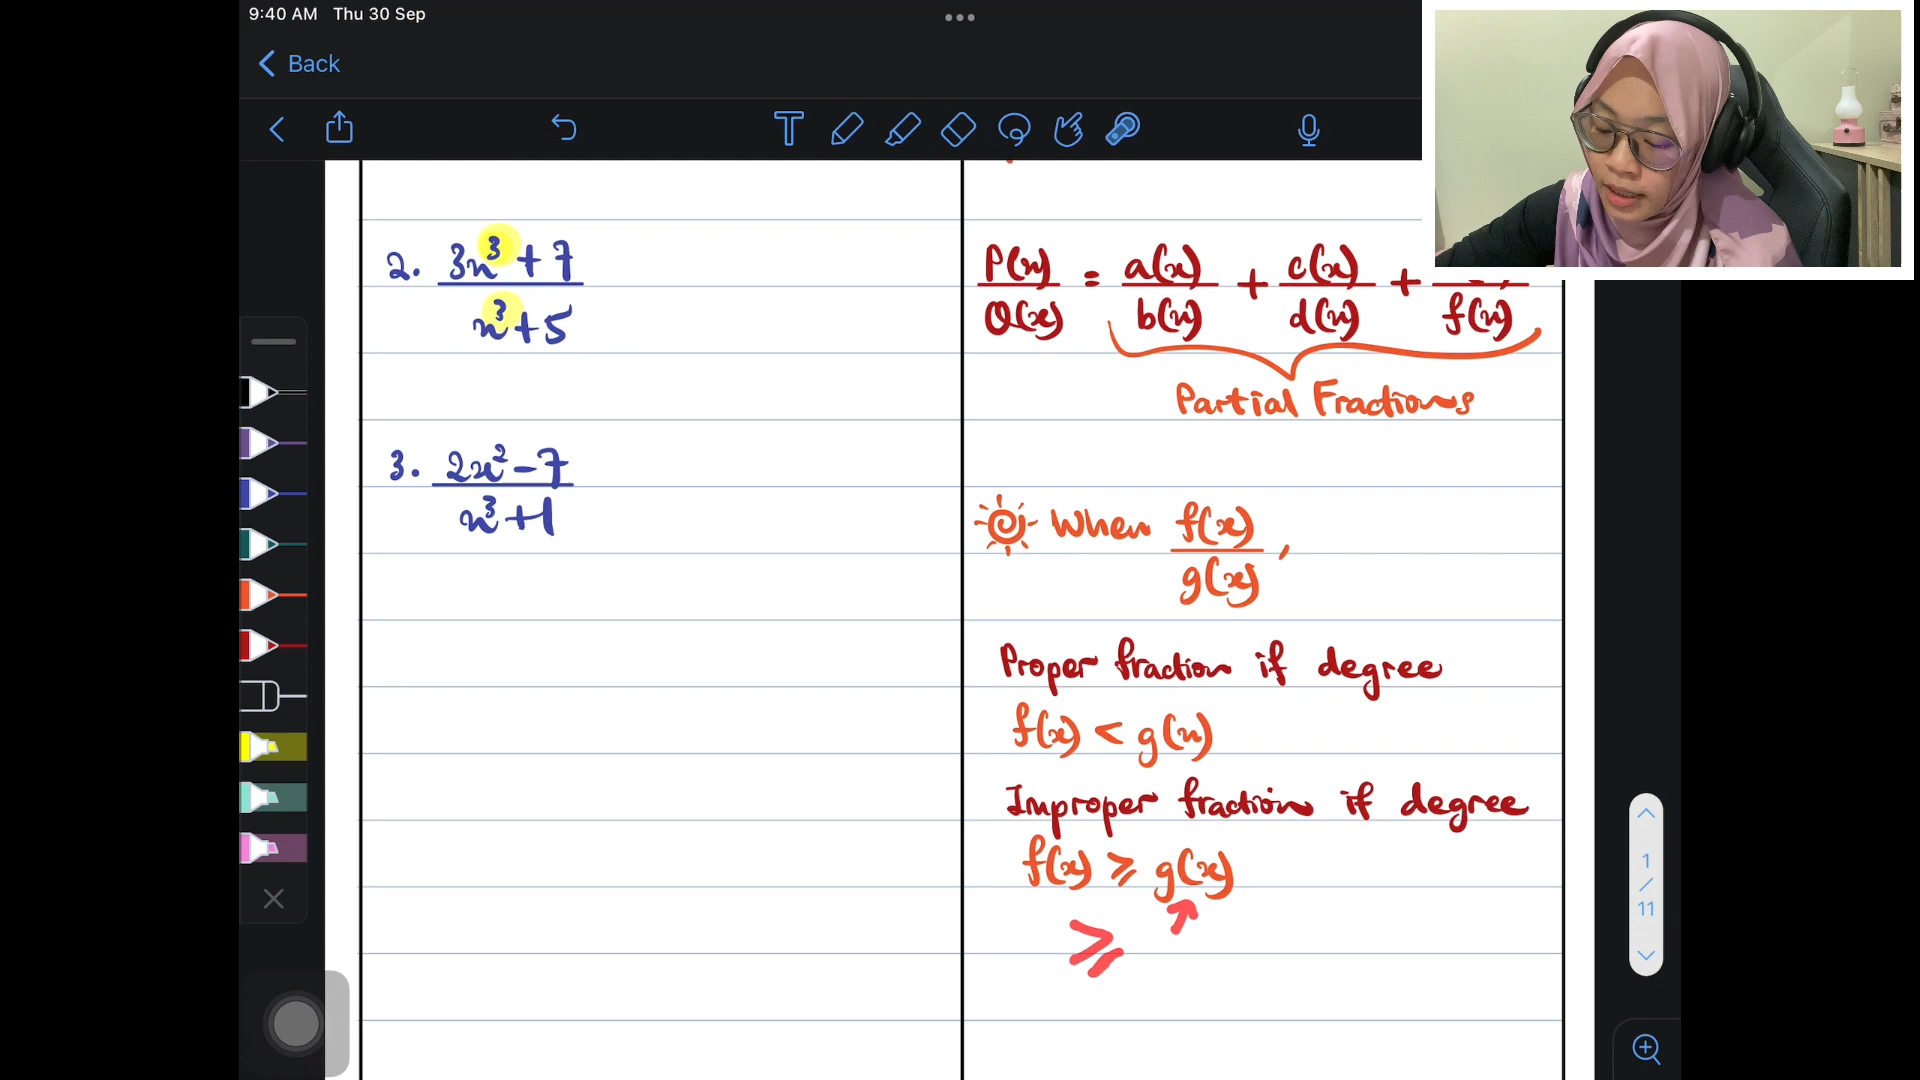 9:40 AM Thu 30 Sep
Back
2. 3x³ + 7
x³ + 5
3. 2x² - 7
x³ + 1
P(x) = a(x) + c(x) +
Q(x) b(x) d(x) f(x)
Partial Fractions
When f(x) ,
g(x)
Proper fraction if degree
f(x) < g(x)
Improper fraction if degree
f(x) ⩾ g(x)
⩾
1
/
11